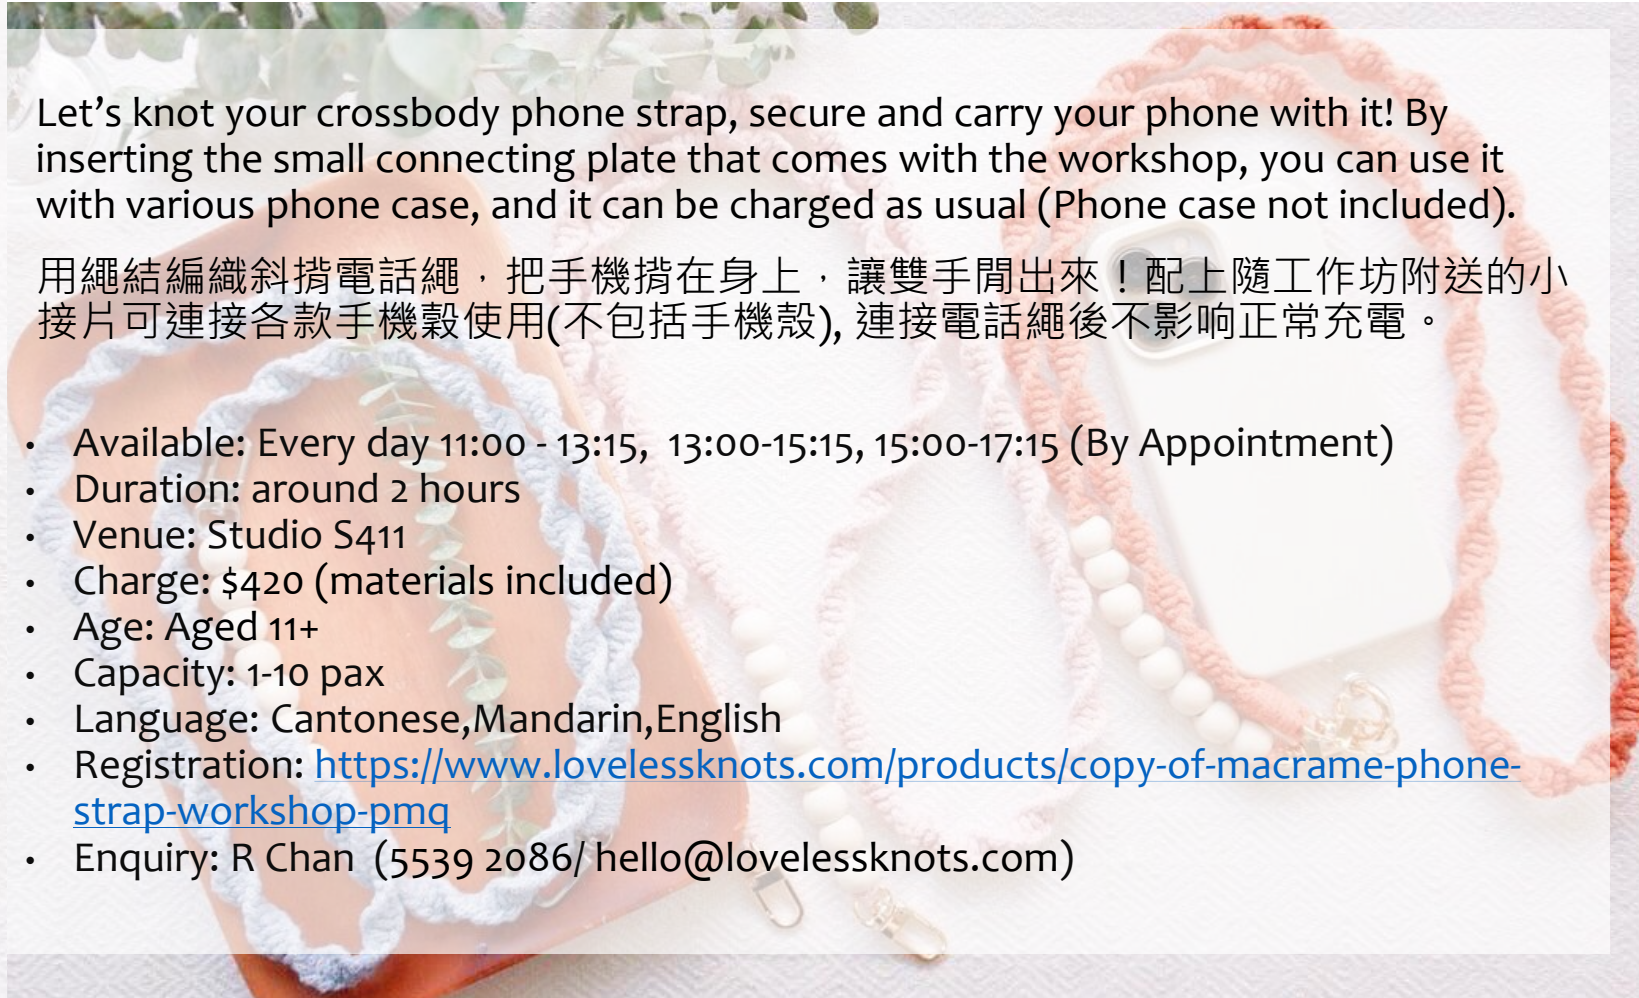 Let’s knot your crossbody phone strap, secure and carry your phone with it! By
inserting the small connecting plate that comes with the workshop, you can use it
with various phone case, and it can be charged as usual (Phone case not included).
用繩結編織斜揹電話繩，把手機揹在身上，讓雙手閒出來！配上隨工作坊附送的小
接片可連接各款手機穀使用(不包括手機殼), 連接電話繩後不影响正常充電。
• Available: Every day 11:00 - 13:15, 13:00-15:15, 15:00-17:15 (By Appointment)
• Duration: around 2 hours
• Venue: Studio S411
• Charge: $420 (materials included)
• Age: Aged 11+
• Capacity: 1-10 pax
• Language: Cantonese,Mandarin,English
• Registration: https://www.lovelessknots.com/products/copy-of-macrame-phone-
strap-workshop-pmq
• Enquiry: R Chan (5539 2086/ hello@lovelessknots.com)